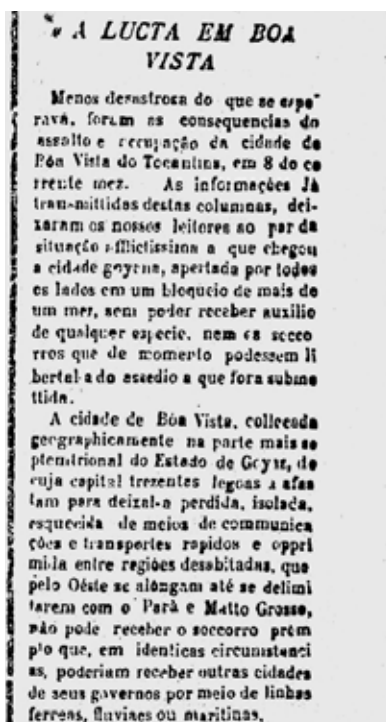 A LUCTA EM BOA
VISTA
Menos desastrosa do que se espe
rava, foram as consequencias do
assalto e occupação da cidade de
Bôa Vista do Tocantins, em 8 do co
rrente mez. As informações já
transmittidas destas columnas, dei-
xaram os nossos leitores ao par da
situação afflictissima a que chegou
a cidade goyana, apertada por todos
os lados em um bloqueio de mais de
um mez, sem poder receber auxilio
de qualquer especie, nem os socco
rros que de momento podessem li
bertal-a do assedio a que fora subme
ttida.
A cidade de Bôa Vista, collocada
geographicamente na parte mais se
ptemtrional do Estado de Goyaz, de
cuja capital trezentas legoas a afas
tam para deixal-a perdida, isolada,
esquecida de meios de communica
ções e transportes rapidos e oppri
mida entre regiões desabitadas, que
pelo Oéste se alongam até se delimi
tarem com o Pará e Matto Grosso,
não pode receber o soccorro prom
pto que, em identicas circumstanci
as, poderiam receber outras cidades
de seus governos por meio de linhas
ferreas, fluviaes ou maritimas.